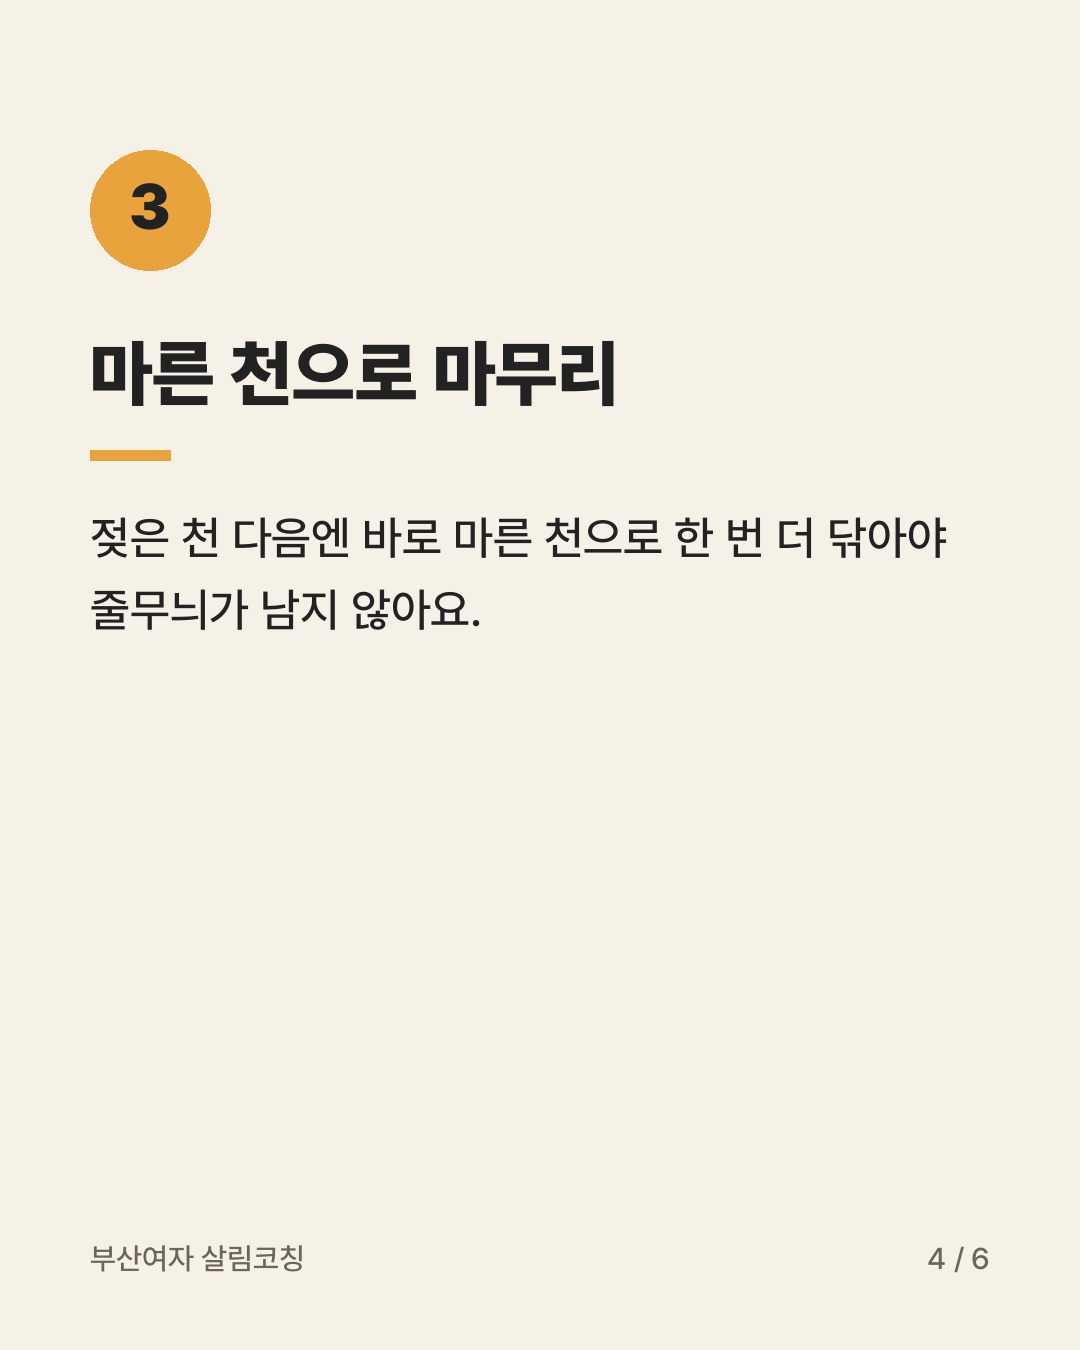 3
마른 천으로 마무리
젖은 천 다음엔 바로 마른 천으로 한 번 더 닦아야
줄무늬가 남지 않아요.
부산여자 살림코칭
4 / 6